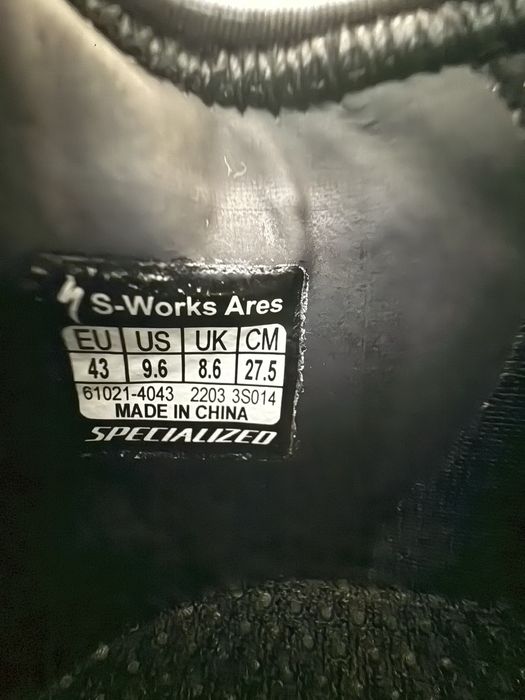 S-Works Ares
EU US UK CM
43 9.6 8.6 27.5
61021-4043 2203 3S014
MADE IN CHINA
SPECIALIZED